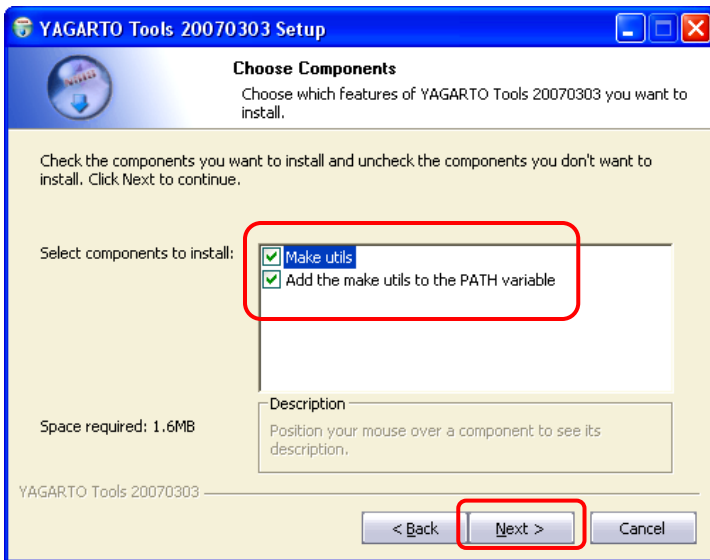 YAGARTO Tools 20070303 Setup
Choose Components
Choose which features of YAGARTO Tools 20070303 you want to
install.
Check the components you want to install and uncheck the components you don't want to
install. Click Next to continue.
Select components to install:
Make utils
Add the make utils to the PATH variable
Space required: 1.6MB
Description
Position your mouse over a component to see its
description.
YAGARTO Tools 20070303
< Back
Next >
Cancel